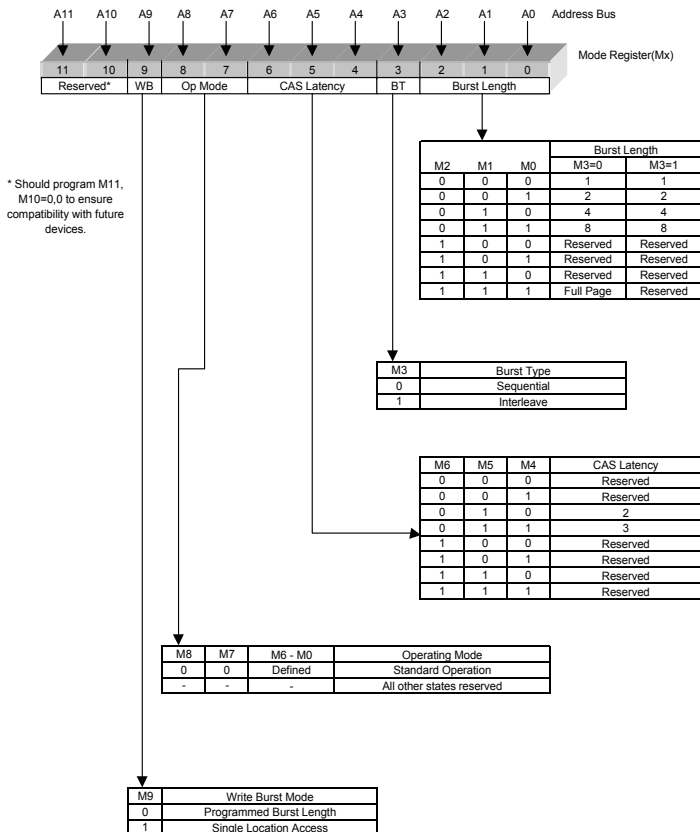 A11 A10 A9 A8 A7 A6 A5 A4 A3 A2 A1 A0 Address Bus
Mode Register(Mx)
11 10 9 8 7 6 5 4 3 2 1 0
Reserved* WB Op Mode CAS Latency BT Burst Length
* Should program M11,
M10=0,0 to ensure
compatibility with future
devices.
Burst Length
M2 M1 M0 M3=0 M3=1
0 0 0 1 1
0 0 1 2 2
0 1 0 4 4
0 1 1 8 8
1 0 0 Reserved Reserved
1 0 1 Reserved Reserved
1 1 0 Reserved Reserved
1 1 1 Full Page Reserved
M3 Burst Type
0 Sequential
1 Interleave
M6 M5 M4 CAS Latency
0 0 0 Reserved
0 0 1 Reserved
0 1 0 2
0 1 1 3
1 0 0 Reserved
1 0 1 Reserved
1 1 0 Reserved
1 1 1 Reserved
M8 M7 M6 - M0 Operating Mode
0 0 Defined Standard Operation
- - - All other states reserved
M9 Write Burst Mode
0 Programmed Burst Length
1 Single Location Access